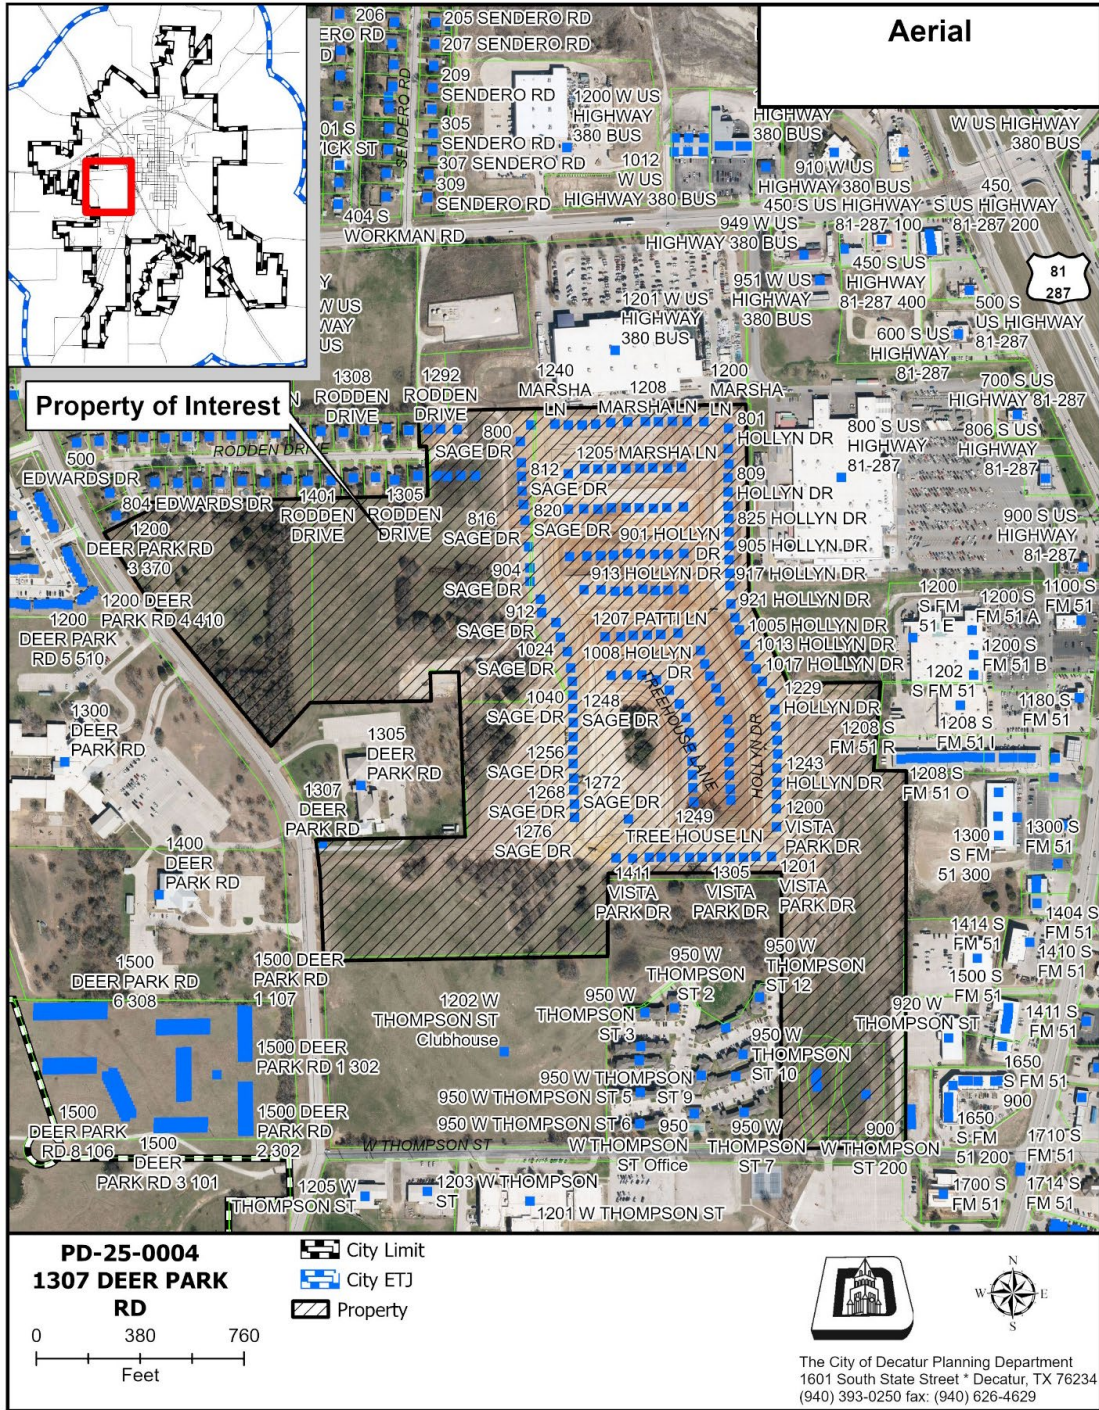 Aerial
206
ERO RD
D
205 SENDERO RD
207 SENDERO RD
209
SENDERO RD
305
SENDERO RD
307 SENDERO RD
309
SENDERO RD
SENDERO RD
01 S
ICK ST
404 S
WORKMAN RD
1200 W US
HIGHWAY
380 BUS
1012
W US
HIGHWAY 380 BUS
HIGHWAY
380 BUS
W US HIGHWAY
380 BUS
910 W US
HIGHWAY 380 BUS
450 S US HIGHWAY
81-287 100
450
S US HIGHWAY
81-287 200
949 W US
HIGHWAY 380 BUS
951 W US
HIGHWAY
380 BUS
450 S US
HIGHWAY
81-287 400
81
287
500 S
US HIGHWAY
81-287
600 S US
HIGHWAY
81-287
700 S US
HIGHWAY 81-287
806 S US
HIGHWAY
81-287
800 S US
HIGHWAY
81-287
900 S US
HIGHWAY
81-287
Y
W US
WAY
US
1201 W US
HIGHWAY
380 BUS
Property of Interest
1308
RODDEN
DRIVE
1292
RODDEN
DRIVE
1240
MARSHA
LN
1208
MARSHA LN
1200
MARSHA
LN
RODDEN DRIVE
500
EDWARDS DR
804 EDWARDS DR
1401
RODDEN
DRIVE
1305
RODDEN
DRIVE
800
SAGE DR
812
SAGE DR
816
SAGE DR
820
SAGE DR
904
SAGE DR
912
SAGE DR
1024
SAGE DR
1040
SAGE DR
1248
SAGE DR
1256
SAGE DR
1268
SAGE DR
1272
SAGE DR
1276
SAGE DR
1205 MARSHA LN
801
HOLLYN DR
809
HOLLYN DR
825 HOLLYN DR
901 HOLLYN
DR
905 HOLLYN DR
913 HOLLYN DR
917 HOLLYN DR
921 HOLLYN DR
1207 PATTI LN
1008 HOLLYN
DR
1005 HOLLYN DR
1013 HOLLYN DR
1017 HOLLYN DR
1229
HOLLYN DR
1243
HOLLYN DR
TREEHOUSE LANE
HOLLYN DR
1249
TREE HOUSE LN
1200
VISTA
PARK DR
1201
VISTA
PARK DR
1411
VISTA
PARK DR
1305
VISTA
PARK DR
1200
DEER PARK RD
3 370
1200 DEER
PARK RD 4 410
1200
DEER PARK
RD 5 510
1300
DEER
PARK RD
1305
DEER
PARK RD
1307
DEER
PARK RD
1400
DEER
PARK RD
1500
DEER PARK RD
6 308
1500 DEER
PARK RD
1 107
1500 DEER
PARK RD 1 302
1500 DEER
PARK RD
2 302
1500
DEER PARK
RD 8 106
1500
DEER
PARK RD 3 101
1200
S FM
51 E
1200 S
FM 51 A
1100 S
FM 51
1200 S
FM 51 B
1202
S FM 51
1180 S
FM 51
1208 S
FM 51 I
1208 S
FM 51 R
1208 S
FM 51 O
1300
S FM
51 300
1300 S
FM 51
1404 S
FM 51
1414 S
FM 51
1410 S
FM 51
1500 S
FM 51
1411 S
FM 51
1650
S FM 51
900
1650
S FM
51 200
1710 S
FM 51
1700 S
FM 51
1714 S
FM 51
1202 W
THOMPSON ST
Clubhouse
950 W
THOMPSON
ST 2
950 W
THOMPSON
ST 12
950 W
THOMPSON
ST 3
950 W
THOMPSON
ST 10
950 W THOMPSON
ST 9
950 W THOMPSON ST 5
950 W THOMPSON ST 6
950
W THOMPSON
ST Office
950 W
THOMPSON
ST 7
920 W
THOMPSON ST
900
W THOMPSON
ST 200
W THOMPSON ST
1205 W
THOMPSON ST
1203 W THOMPSON
ST
1201 W THOMPSON ST
PD-25-0004
1307 DEER PARK
RD
0 380 760
Feet
City Limit
City ETJ
Property
N
W E
S
D
The City of Decatur Planning Department
1601 South State Street * Decatur, TX 76234
(940) 393-0250 fax: (940) 626-4629